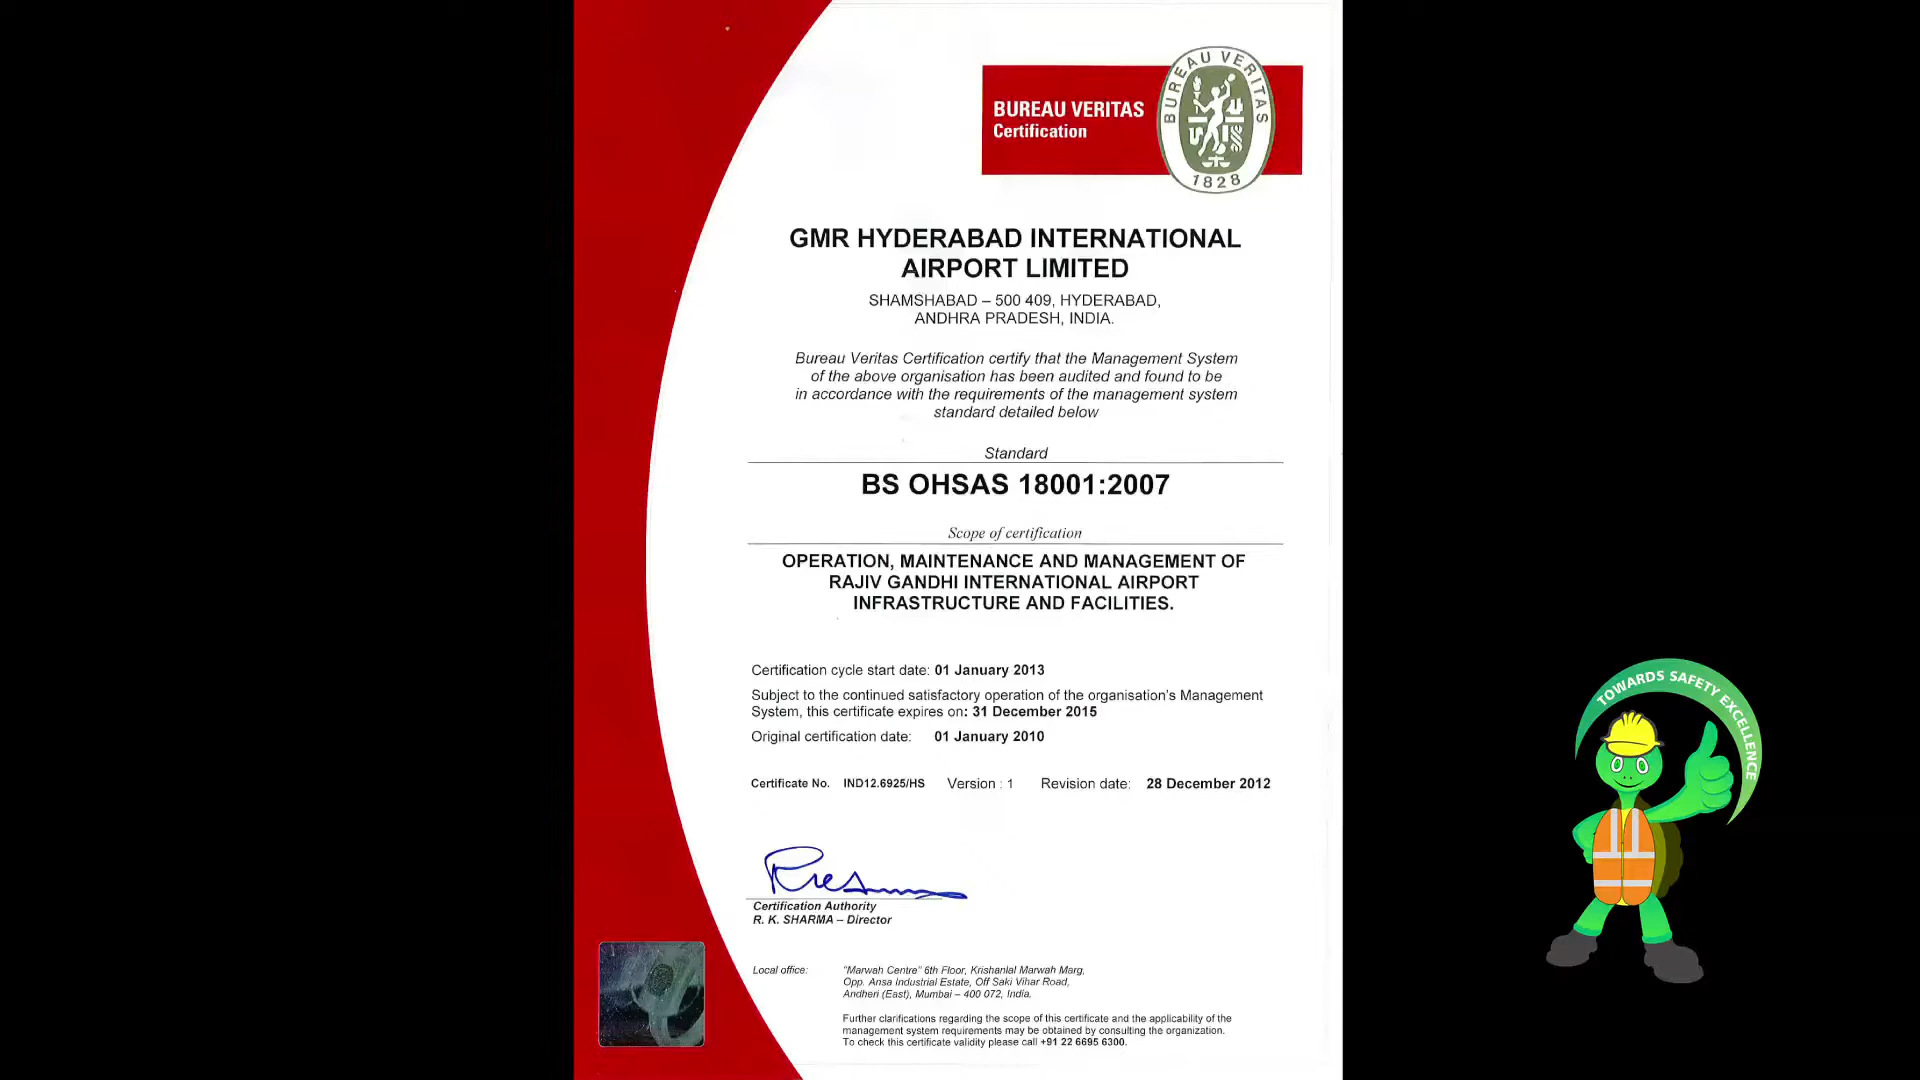 BUREAU VERITAS
Certification
BUREAU VERITAS
1828
GMR HYDERABAD INTERNATIONAL
AIRPORT LIMITED
SHAMSHABAD – 500 409, HYDERABAD,
ANDHRA PRADESH, INDIA.
Bureau Veritas Certification certify that the Management System
of the above organisation has been audited and found to be
in accordance with the requirements of the management system
standard detailed below
Standard
BS OHSAS 18001:2007
Scope of certification
OPERATION, MAINTENANCE AND MANAGEMENT OF
RAJIV GANDHI INTERNATIONAL AIRPORT
INFRASTRUCTURE AND FACILITIES.
Certification cycle start date: 01 January 2013
Subject to the continued satisfactory operation of the organisation's Management
System, this certificate expires on: 31 December 2015
Original certification date: 01 January 2010
Certificate No. IND12.6925/HS Version : 1 Revision date: 28 December 2012
Certification Authority
R. K. SHARMA – Director
Local office: "Marwah Centre" 6th Floor, Krishanlal Marwah Marg,
Opp. Ansa Industrial Estate, Off Saki Vihar Road,
Andheri (East), Mumbai – 400 072, India.
Further clarifications regarding the scope of this certificate and the applicability of the
management system requirements may be obtained by consulting the organization.
To check this certificate validity please call +91 22 6695 6300.
TOWARDS SAFETY EXCELLENCE